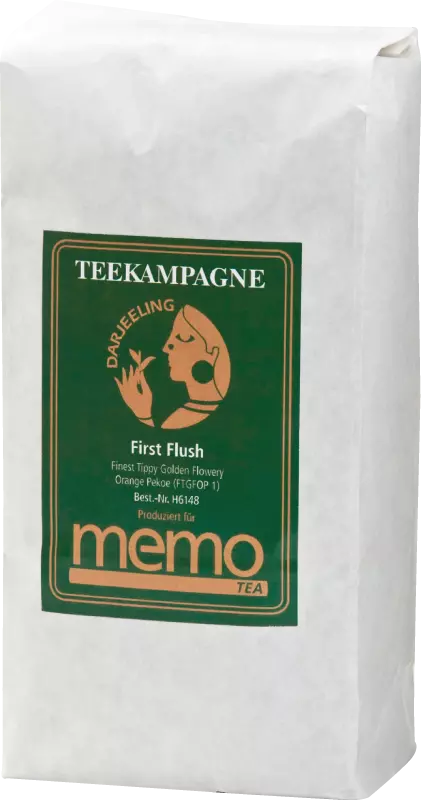 TEEKAMPAGNE
DARJEELING
First Flush
Finest Tippy Golden Flowery
Orange Pekoe (FTGFOP 1)
Best.-Nr. H6148
Produziert für
memo
TEA